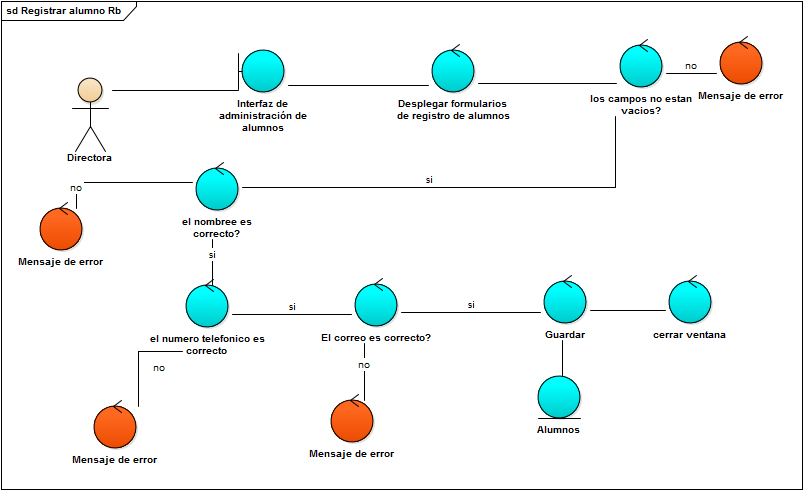 sd Registrar alumno Rb
Directora
Interfaz de
administración de
alumnos
Desplegar formularios
de registro de alumnos
los campos no estan
vacios?
no
Mensaje de error
si
el nombree es
correcto?
no
Mensaje de error
si
el numero telefonico es
correcto
no
Mensaje de error
si
El correo es correcto?
no
Mensaje de error
si
Guardar
Alumnos
cerrar ventana